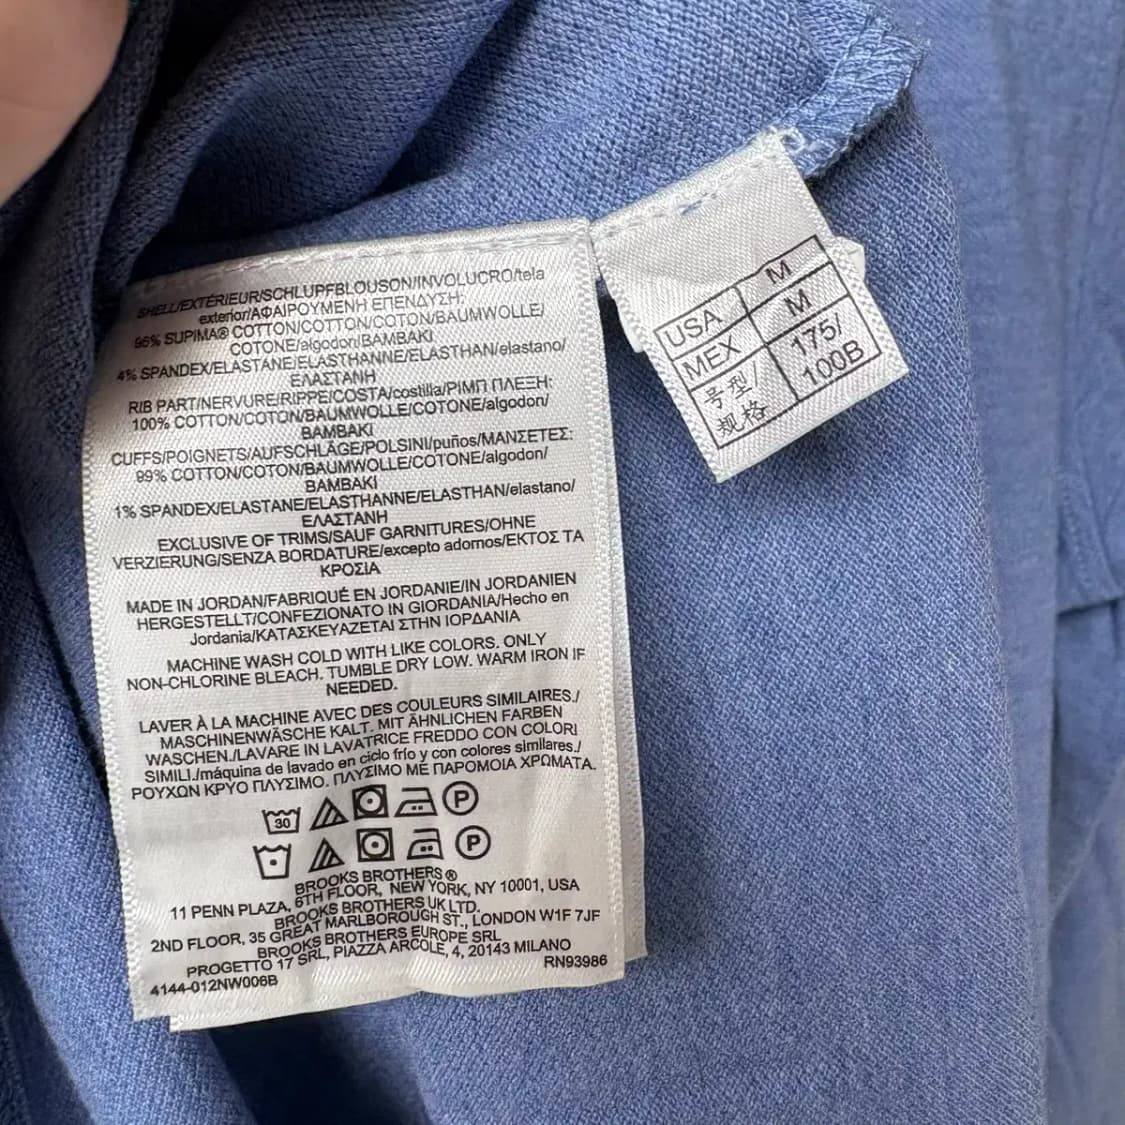 SHELL/EXTÉRIEUR/SCHLUPFBLOUSON/INVOLUCRO/tela
exterior/ΑΦΑΙΡΟΥΜΕΝΗ ΕΠΕΝΔΥΣΗ:
96% SUPIMA® COTTON/COTTON/COTON/BAUMWOLLE/
COTONE/algodon/BAMBAKI
4% SPANDEX/ELASTANE/ELASTHANNE/ELASTHAN/elastano/
ΕΛΑΣΤΑΝΗ
RIB PART/NERVURE/RIPPE/COSTA/costilla/ΡΙΜΠ ΠΛΕΞΗ:
100% COTTON/COTON/BAUMWOLLE/COTONE/algodon/
BAMBAKI
CUFFS/POIGNETS/AUFSCHLÄGE/POLSINI/puños/ΜΑΝΣΕΤΕΣ:
99% COTTON/COTON/BAUMWOLLE/COTONE/algodon/
BAMBAKI
1% SPANDEX/ELASTANE/ELASTHANNE/ELASTHAN/elastano/
ΕΛΑΣΤΑΝΗ
EXCLUSIVE OF TRIMS/SAUF GARNITURES/OHNE
VERZIERUNG/SENZA BORDATURE/excepto adornos/ΕΚΤΟΣ ΤΑ
ΚΡΟΣΙΑ
MADE IN JORDAN/FABRIQUÉ EN JORDANIE/IN JORDANIEN
HERGESTELLT/CONFEZIONATO IN GIORDANIA/Hecho en
Jordania/ΚΑΤΑΣΚΕΥΑΖΕΤΑΙ ΣΤΗΝ ΙΟΡΔΑΝΙΑ
MACHINE WASH COLD WITH LIKE COLORS. ONLY
NON-CHLORINE BLEACH. TUMBLE DRY LOW. WARM IRON IF
NEEDED.
LAVER À LA MACHINE AVEC DES COULEURS SIMILAIRES./
MASCHINENWÄSCHE KALT. MIT ÄHNLICHEN FARBEN
WASCHEN./LAVARE IN LAVATRICE FREDDO CON COLORI
SIMILI./máquina de lavado en ciclo frío y con colores similares./
ΡΟΥΧΩΝ ΚΡΥΟ ΠΛΥΣΙΜΟ. ΠΛΥΣΙΜΟ ΜΕ ΠΑΡΟΜΟΙΑ ΧΡΩΜΑΤΑ.
30 P
P
BROOKS BROTHERS®
11 PENN PLAZA, 6TH FLOOR, NEW YORK, NY 10001, USA
BROOKS BROTHERS UK LTD.
2ND FLOOR, 35 GREAT MARLBOROUGH ST., LONDON W1F 7JF
BROOKS BROTHERS EUROPE SRL
PROGETTO 17 SRL, PIAZZA ARCOLE, 4, 20143 MILANO
RN93986
4144-012NW006B
USA M
MEX M
号型/ 175/
规格 100B